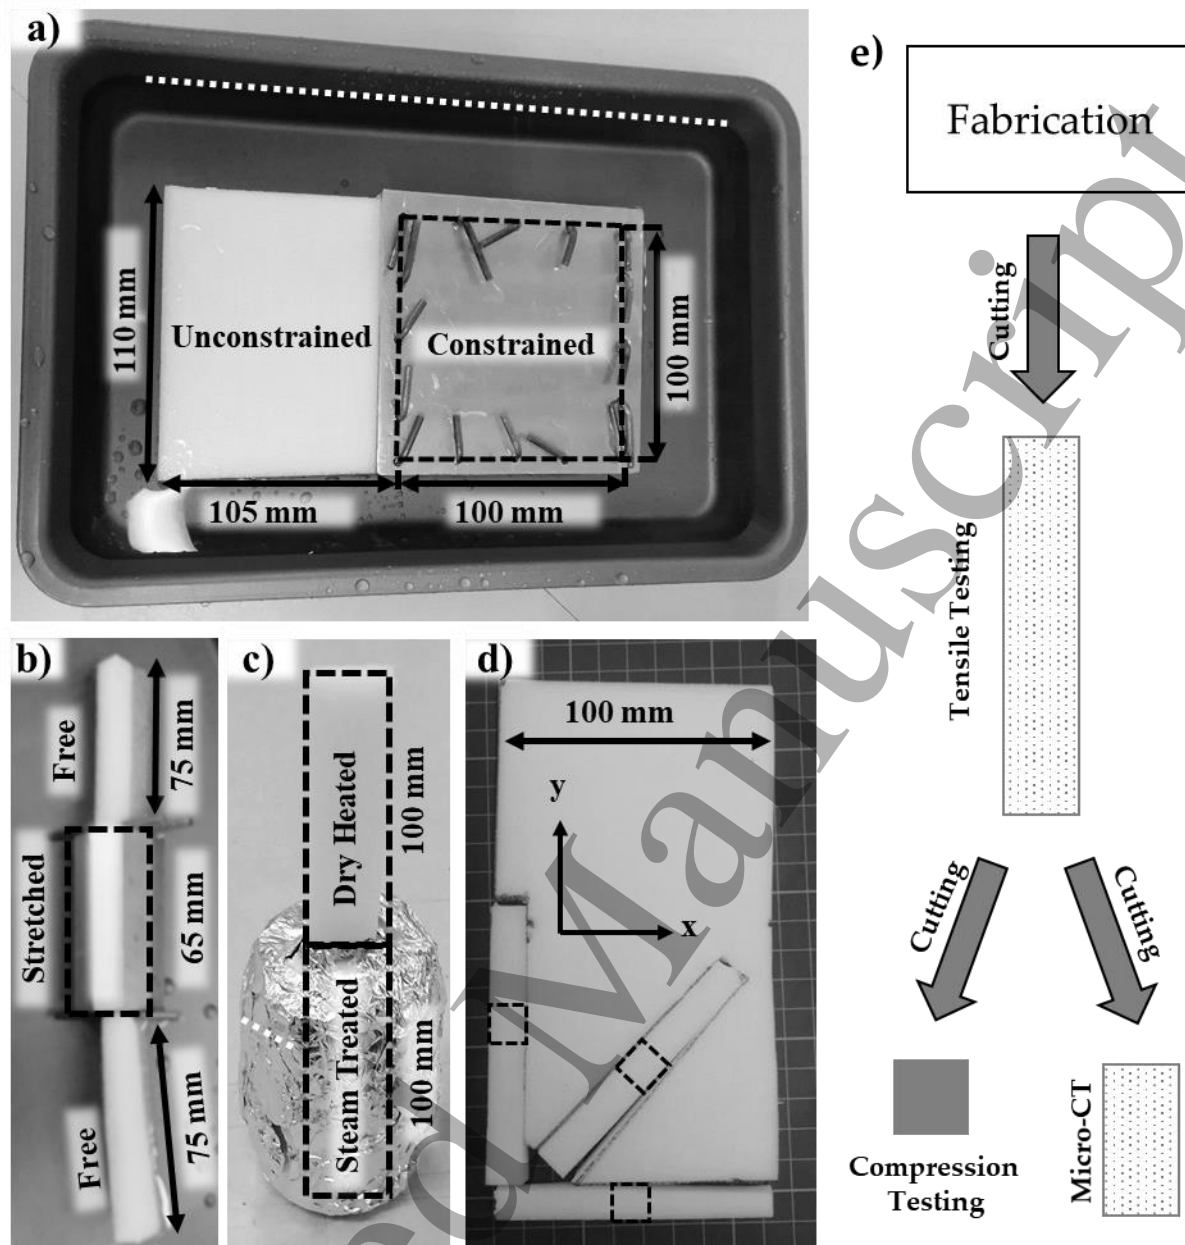 a)
Unconstrained
Constrained
110 mm
100 mm
105 mm
100 mm
b)
Free
75 mm
Stretched
65 mm
Free
75 mm
c)
Dry Heated
100 mm
Steam Treated
100 mm
d)
100 mm
y
x
e)
Fabrication
Cutting
Tensile Testing
Cutting
Cutting
Compression
Testing
Micro-CT
ed Manuscript